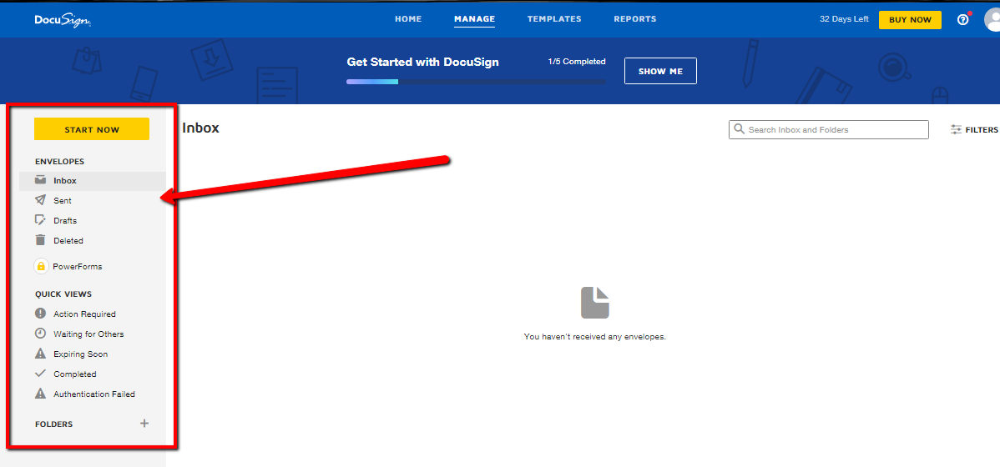 DocuSign
HOME MANAGE TEMPLATES REPORTS 32 Days Left BUY NOW
Get Started with DocuSign 1/5 Completed SHOW ME
START NOW
Inbox
Search Inbox and Folders
FILTERS
ENVELOPES
Inbox
Sent
Drafts
Deleted
PowerForms
QUICK VIEWS
Action Required
Waiting for Others
Expiring Soon
Completed
Authentication Failed
FOLDERS +
You haven't received any envelopes.